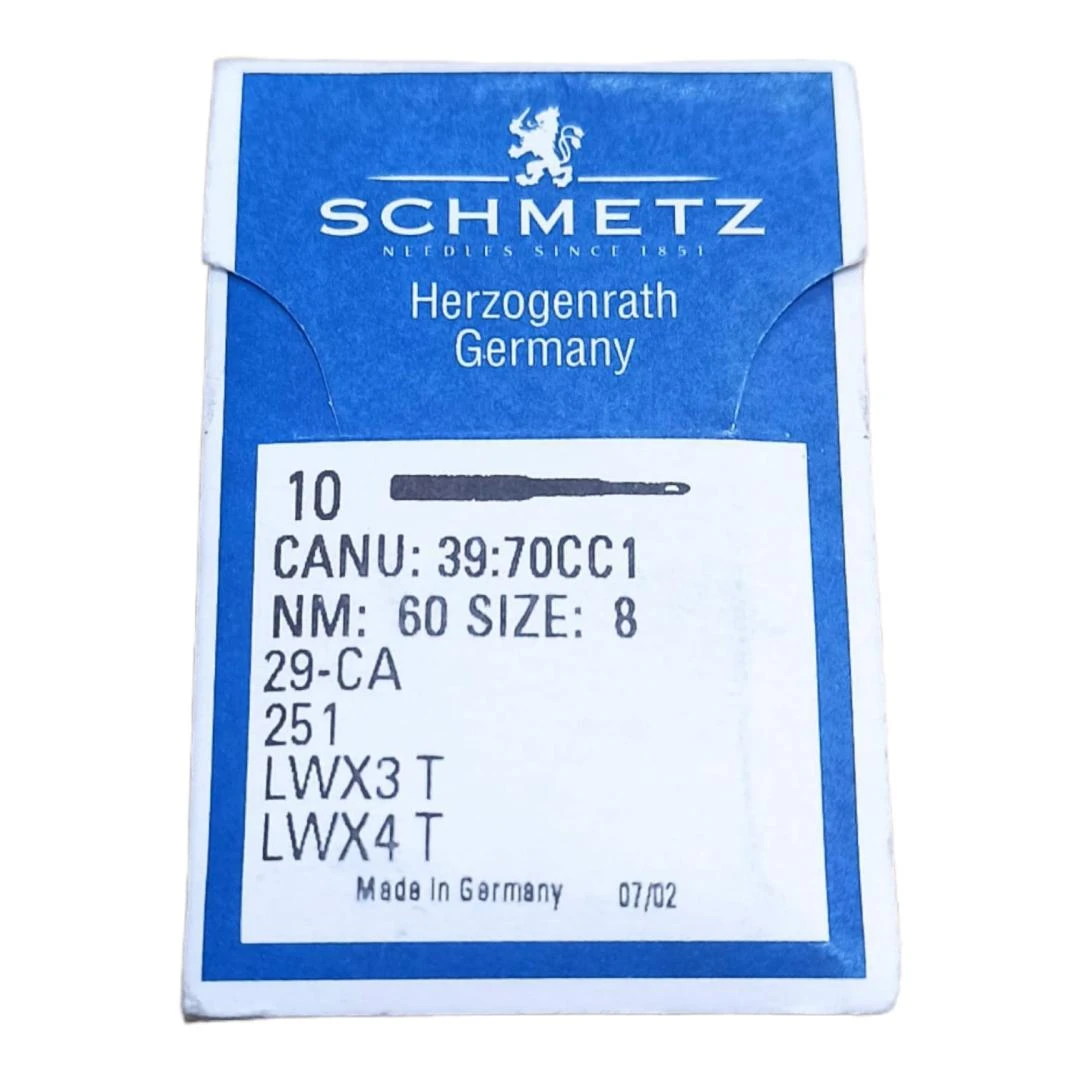 SCHMETZ
NEEDLES SINCE 1851
Herzogenrath
Germany
10
CANU: 39:70CC1
NM: 60 SIZE: 8
29-CA
251
LWX3 T
LWX4 T
Made in Germany 07/02